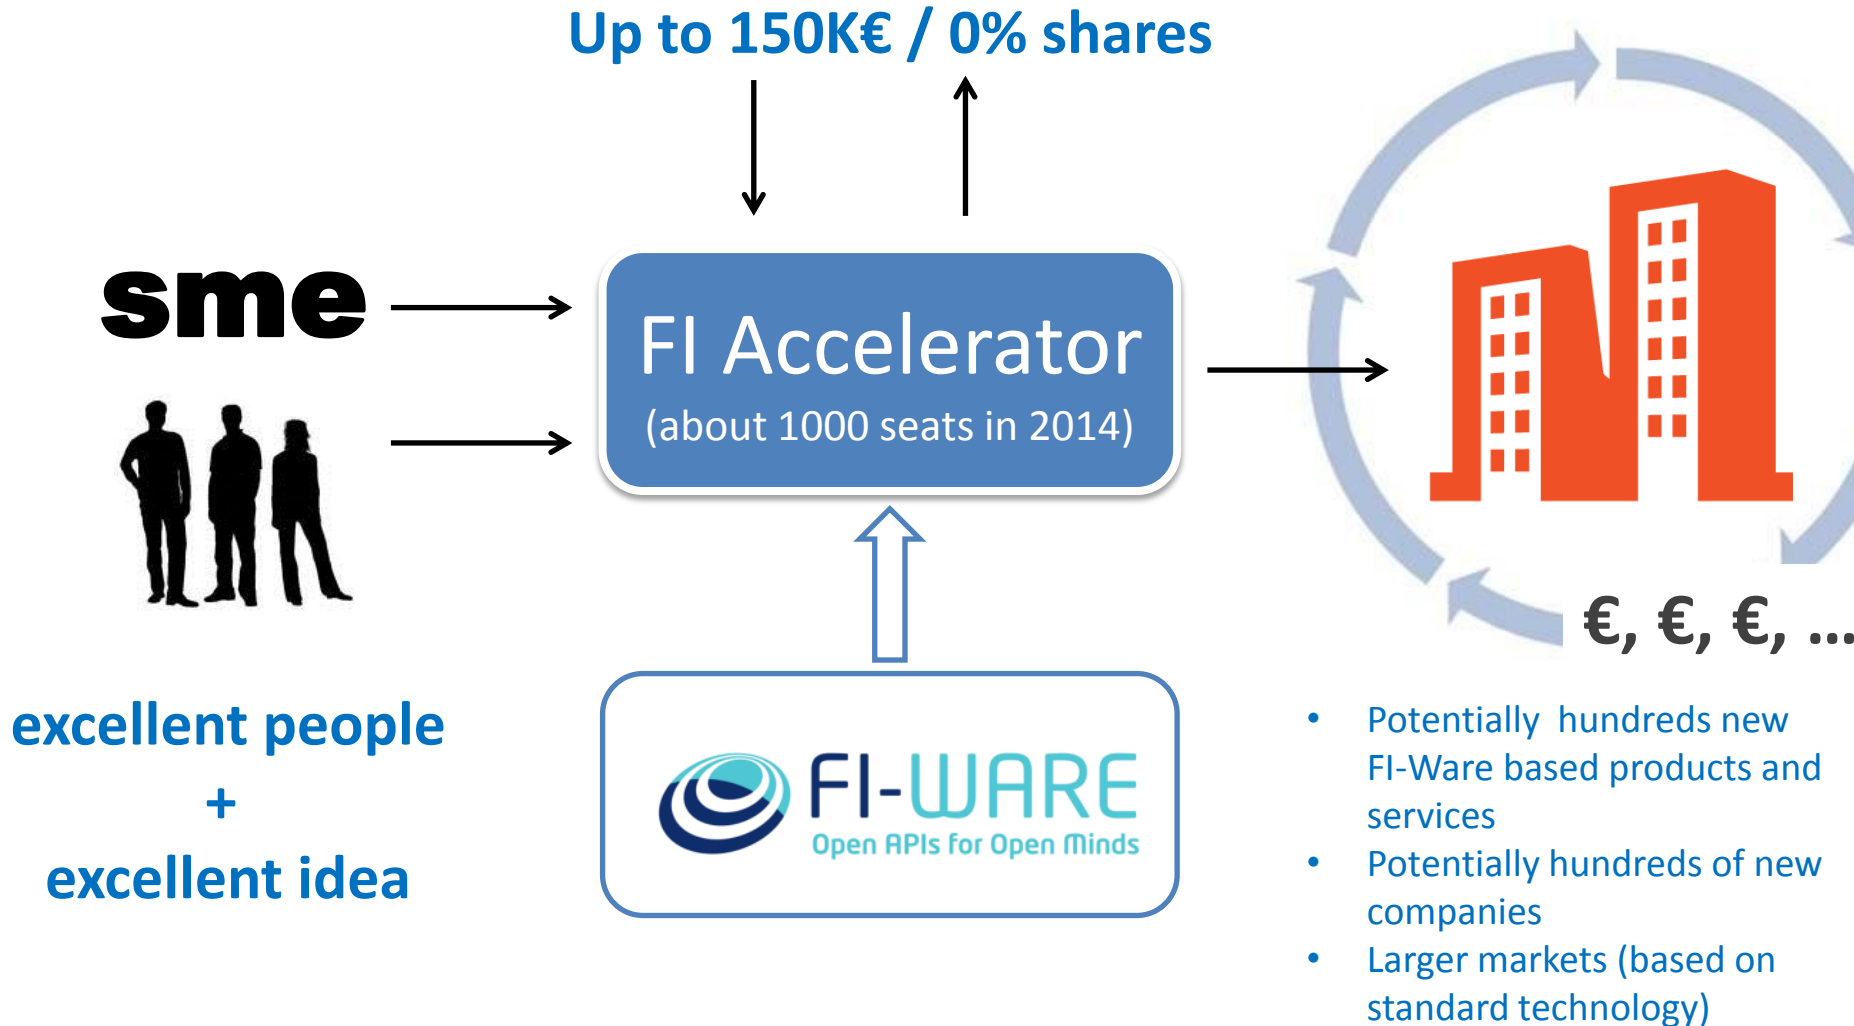 Up to 150K€ / 0% shares
sme
FI Accelerator
(about 1000 seats in 2014)
excellent people
+
excellent idea
FI-WARE
Open APIs for Open Minds
€, €, €, ...
• Potentially hundreds new
FI-Ware based products and
services
• Potentially hundreds of new
companies
• Larger markets (based on
standard technology)